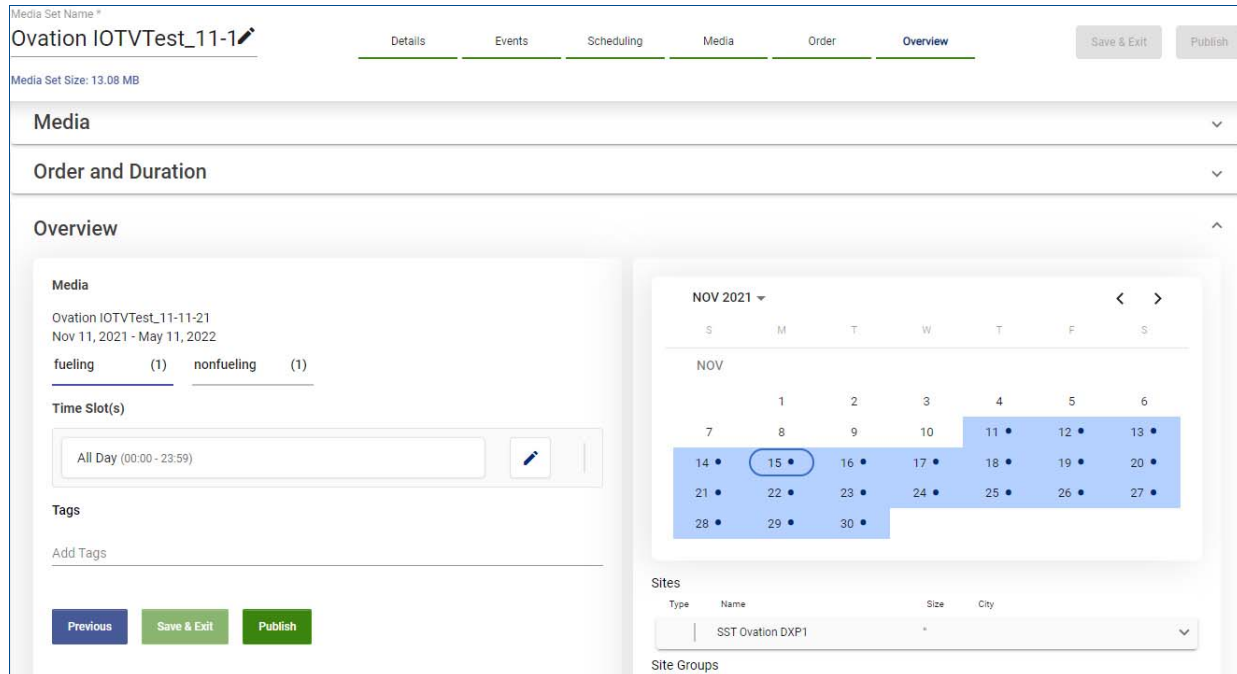 Media Set Name *
Ovation IOTVTest_11-1
Details Events Scheduling Media Order Overview
Save & Exit Publish
Media Set Size: 13.08 MB
Media
Order and Duration
Overview
Media
Ovation IOTVTest_11-11-21
Nov 11, 2021 - May 11, 2022
fueling (1) nonfueling (1)
Time Slot(s)
All Day (00:00 - 23:59)
Tags
Add Tags
Previous Save & Exit Publish
NOV 2021
S M T W T F S
NOV
1 2 3 4 5 6
7 8 9 10 11 12 13
14 15 16 17 18 19 20
21 22 23 24 25 26 27
28 29 30
Sites
Type Name Size City
SST Ovation DXP1
Site Groups